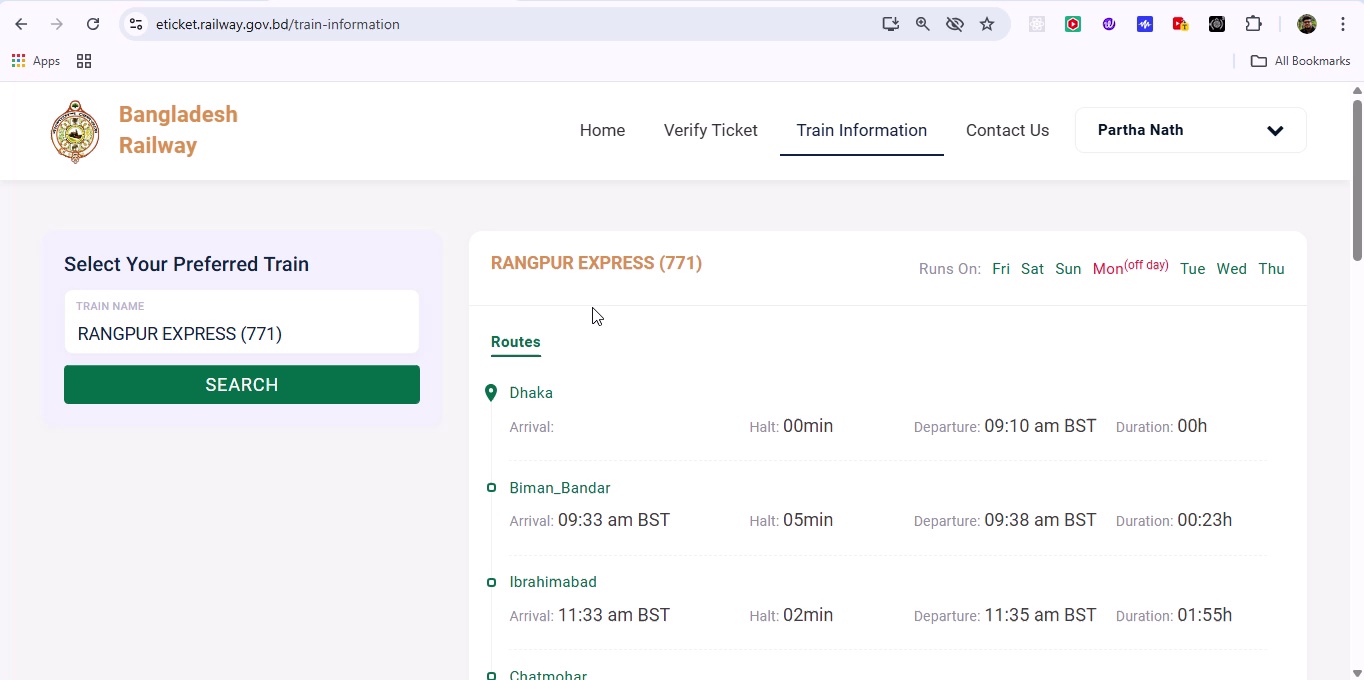 eticket.railway.gov.bd/train-information
Apps
All Bookmarks
Bangladesh
Railway
Home
Verify Ticket
Train Information
Contact Us
Partha Nath
Select Your Preferred Train
TRAIN NAME
RANGPUR EXPRESS (771)
SEARCH
RANGPUR EXPRESS (771)
Runs On: Fri Sat Sun Mon(off day) Tue Wed Thu
Routes
Dhaka
Arrival: Halt: 00min Departure: 09:10 am BST Duration: 00h
Biman_Bandar
Arrival: 09:33 am BST Halt: 05min Departure: 09:38 am BST Duration: 00:23h
Ibrahimabad
Arrival: 11:33 am BST Halt: 02min Departure: 11:35 am BST Duration: 01:55h
Chatmohar